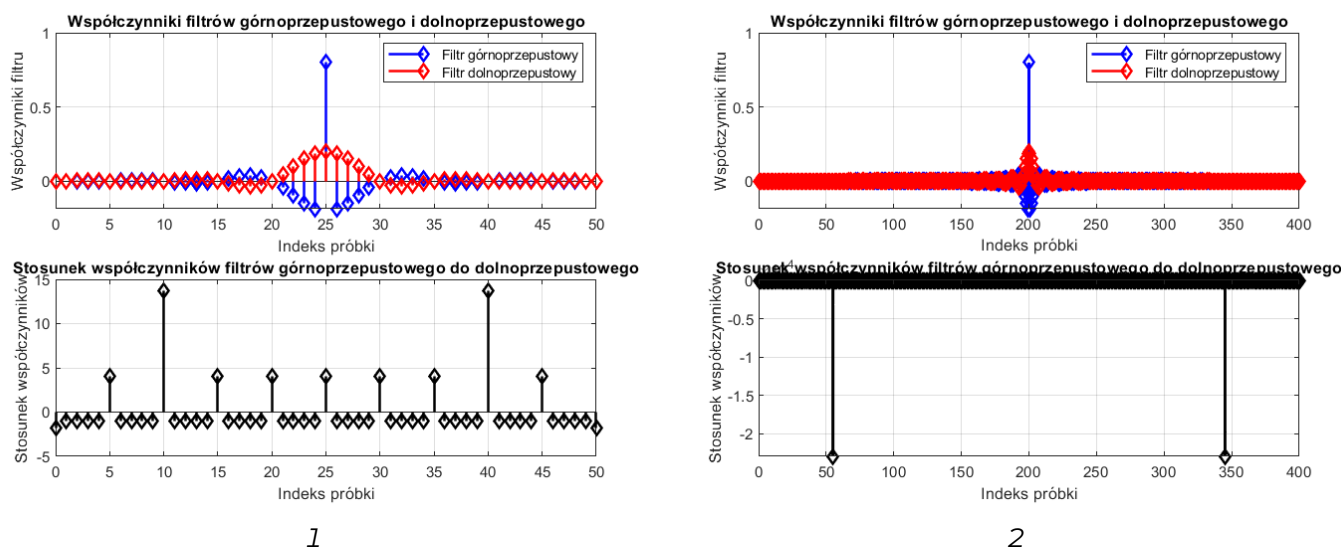 Współczynniki filtrów górnoprzepustowego i dolnoprzepustowego
Współczynniki filtru
1
0.5
0
Filtr górnoprzepustowy
Filtr dolnoprzepustowy
0 5 10 15 20 25 30 35 40 45 50
Indeks próbki
Stosunek współczynników filtrów górnoprzepustowego do dolnoprzepustowego
Stosunek współczynników
15
10
5
0
-5
0 5 10 15 20 25 30 35 40 45 50
Indeks próbki
1
Współczynniki filtrów górnoprzepustowego i dolnoprzepustowego
Współczynniki filtru
1
0.5
0
Filtr górnoprzepustowy
Filtr dolnoprzepustowy
0 50 100 150 200 250 300 350 400
Indeks próbki
Stosunek współczynników filtrów górnoprzepustowego do dolnoprzepustowego
4
Stosunek współczynników
0
-0.5
-1
-1.5
-2
0 50 100 150 200 250 300 350 400
Indeks próbki
2